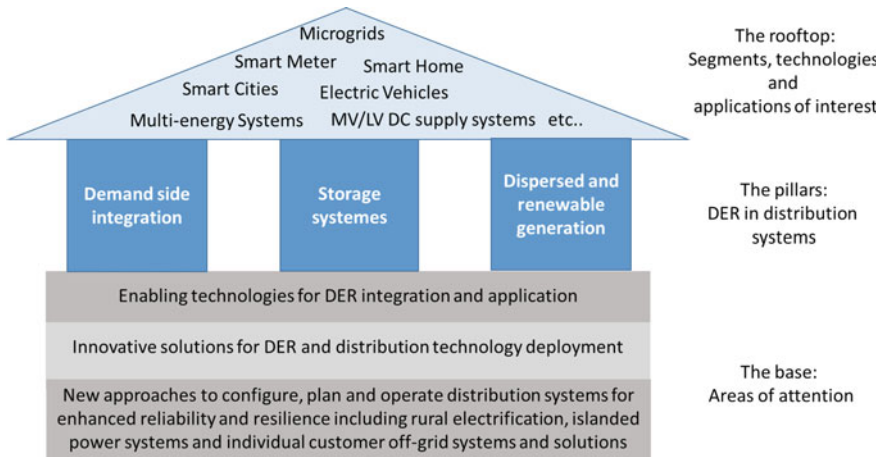 Microgrids
Smart Meter
Smart Home
Smart Cities
Electric Vehicles
Multi-energy Systems
MV/LV DC supply systems etc..
The rooftop:
Segments, technologies
and
applications of interest
Demand side
integration
Storage
systemes
Dispersed and
renewable
generation
The pillars:
DER in distribution
systems
Enabling technologies for DER integration and application
Innovative solutions for DER and distribution technology deployment
New approaches to configure, plan and operate distribution systems for
enhanced reliability and resilience including rural electrification, islanded
power systems and individual customer off-grid systems and solutions
The base:
Areas of attention